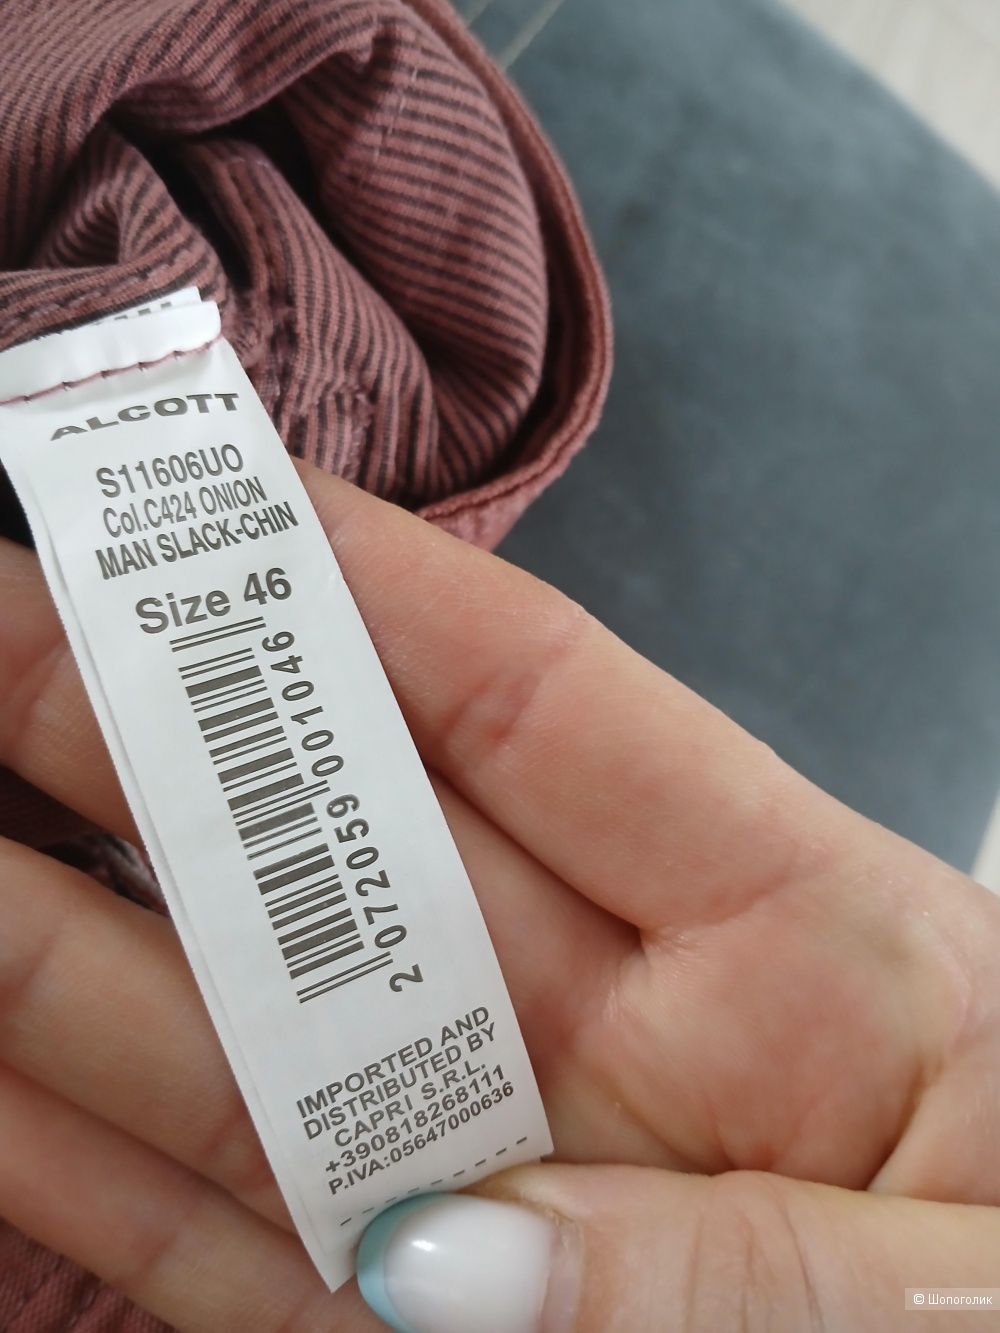 ALCOTT
S11606UO
Col.C424 ONION
MAN SLACK-CHIN
Size 46
2 072059 001046
IMPORTED AND
DISTRIBUTED BY
CAPRI S.R.L.
+390818268111
P.IVA:05647000636
© Шопоголик